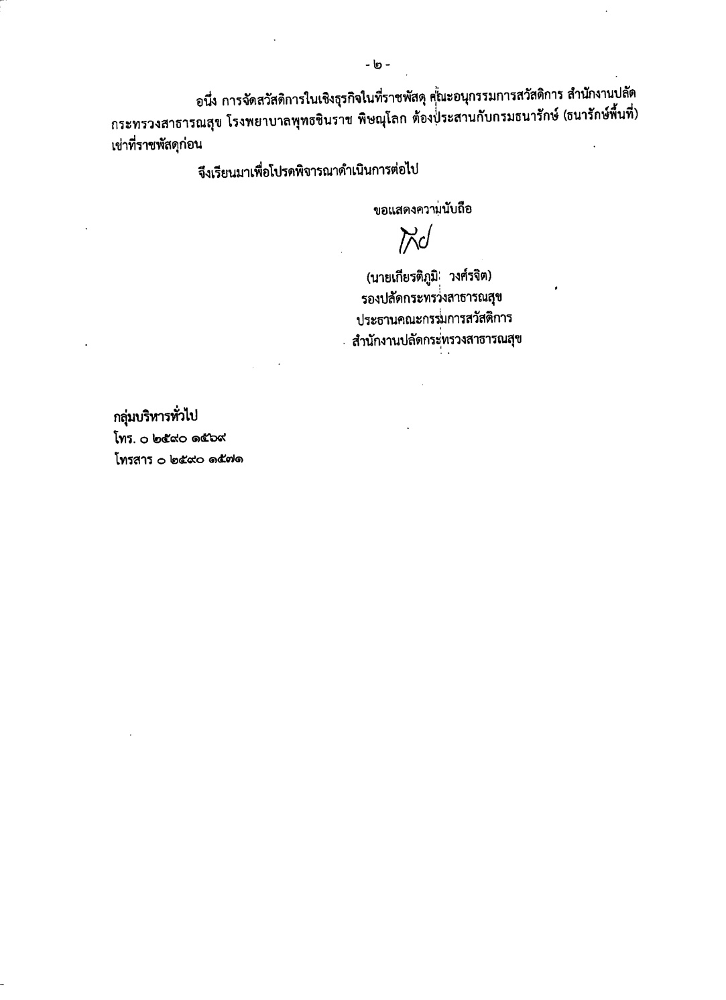 - ๒ -
อนึ่ง การจัดสวัสดิการในเชิงธุรกิจในที่ราชพัสดุ คณะอนุกรรมการสวัสดิการ สำนักงานปลัด
กระทรวงสาธารณสุข โรงพยาบาลพุทธชินราช พิษณุโลก ต้องประสานกับกรมธนารักษ์ (ธนารักษ์พื้นที่)
เช่าที่ราชพัสดุก่อน
จึงเรียนมาเพื่อโปรดพิจารณาดำเนินการต่อไป
ขอแสดงความนับถือ
(นายเกียรติภูมิ วงศ์รจิต)
รองปลัดกระทรวงสาธารณสุข
ประธานคณะกรรมการสวัสดิการ
สำนักงานปลัดกระทรวงสาธารณสุข
กลุ่มบริหารทั่วไป
โทร. ๐ ๒๕๙๐ ๑๕๖๙
โทรสาร ๐ ๒๕๙๐ ๑๕๗๑